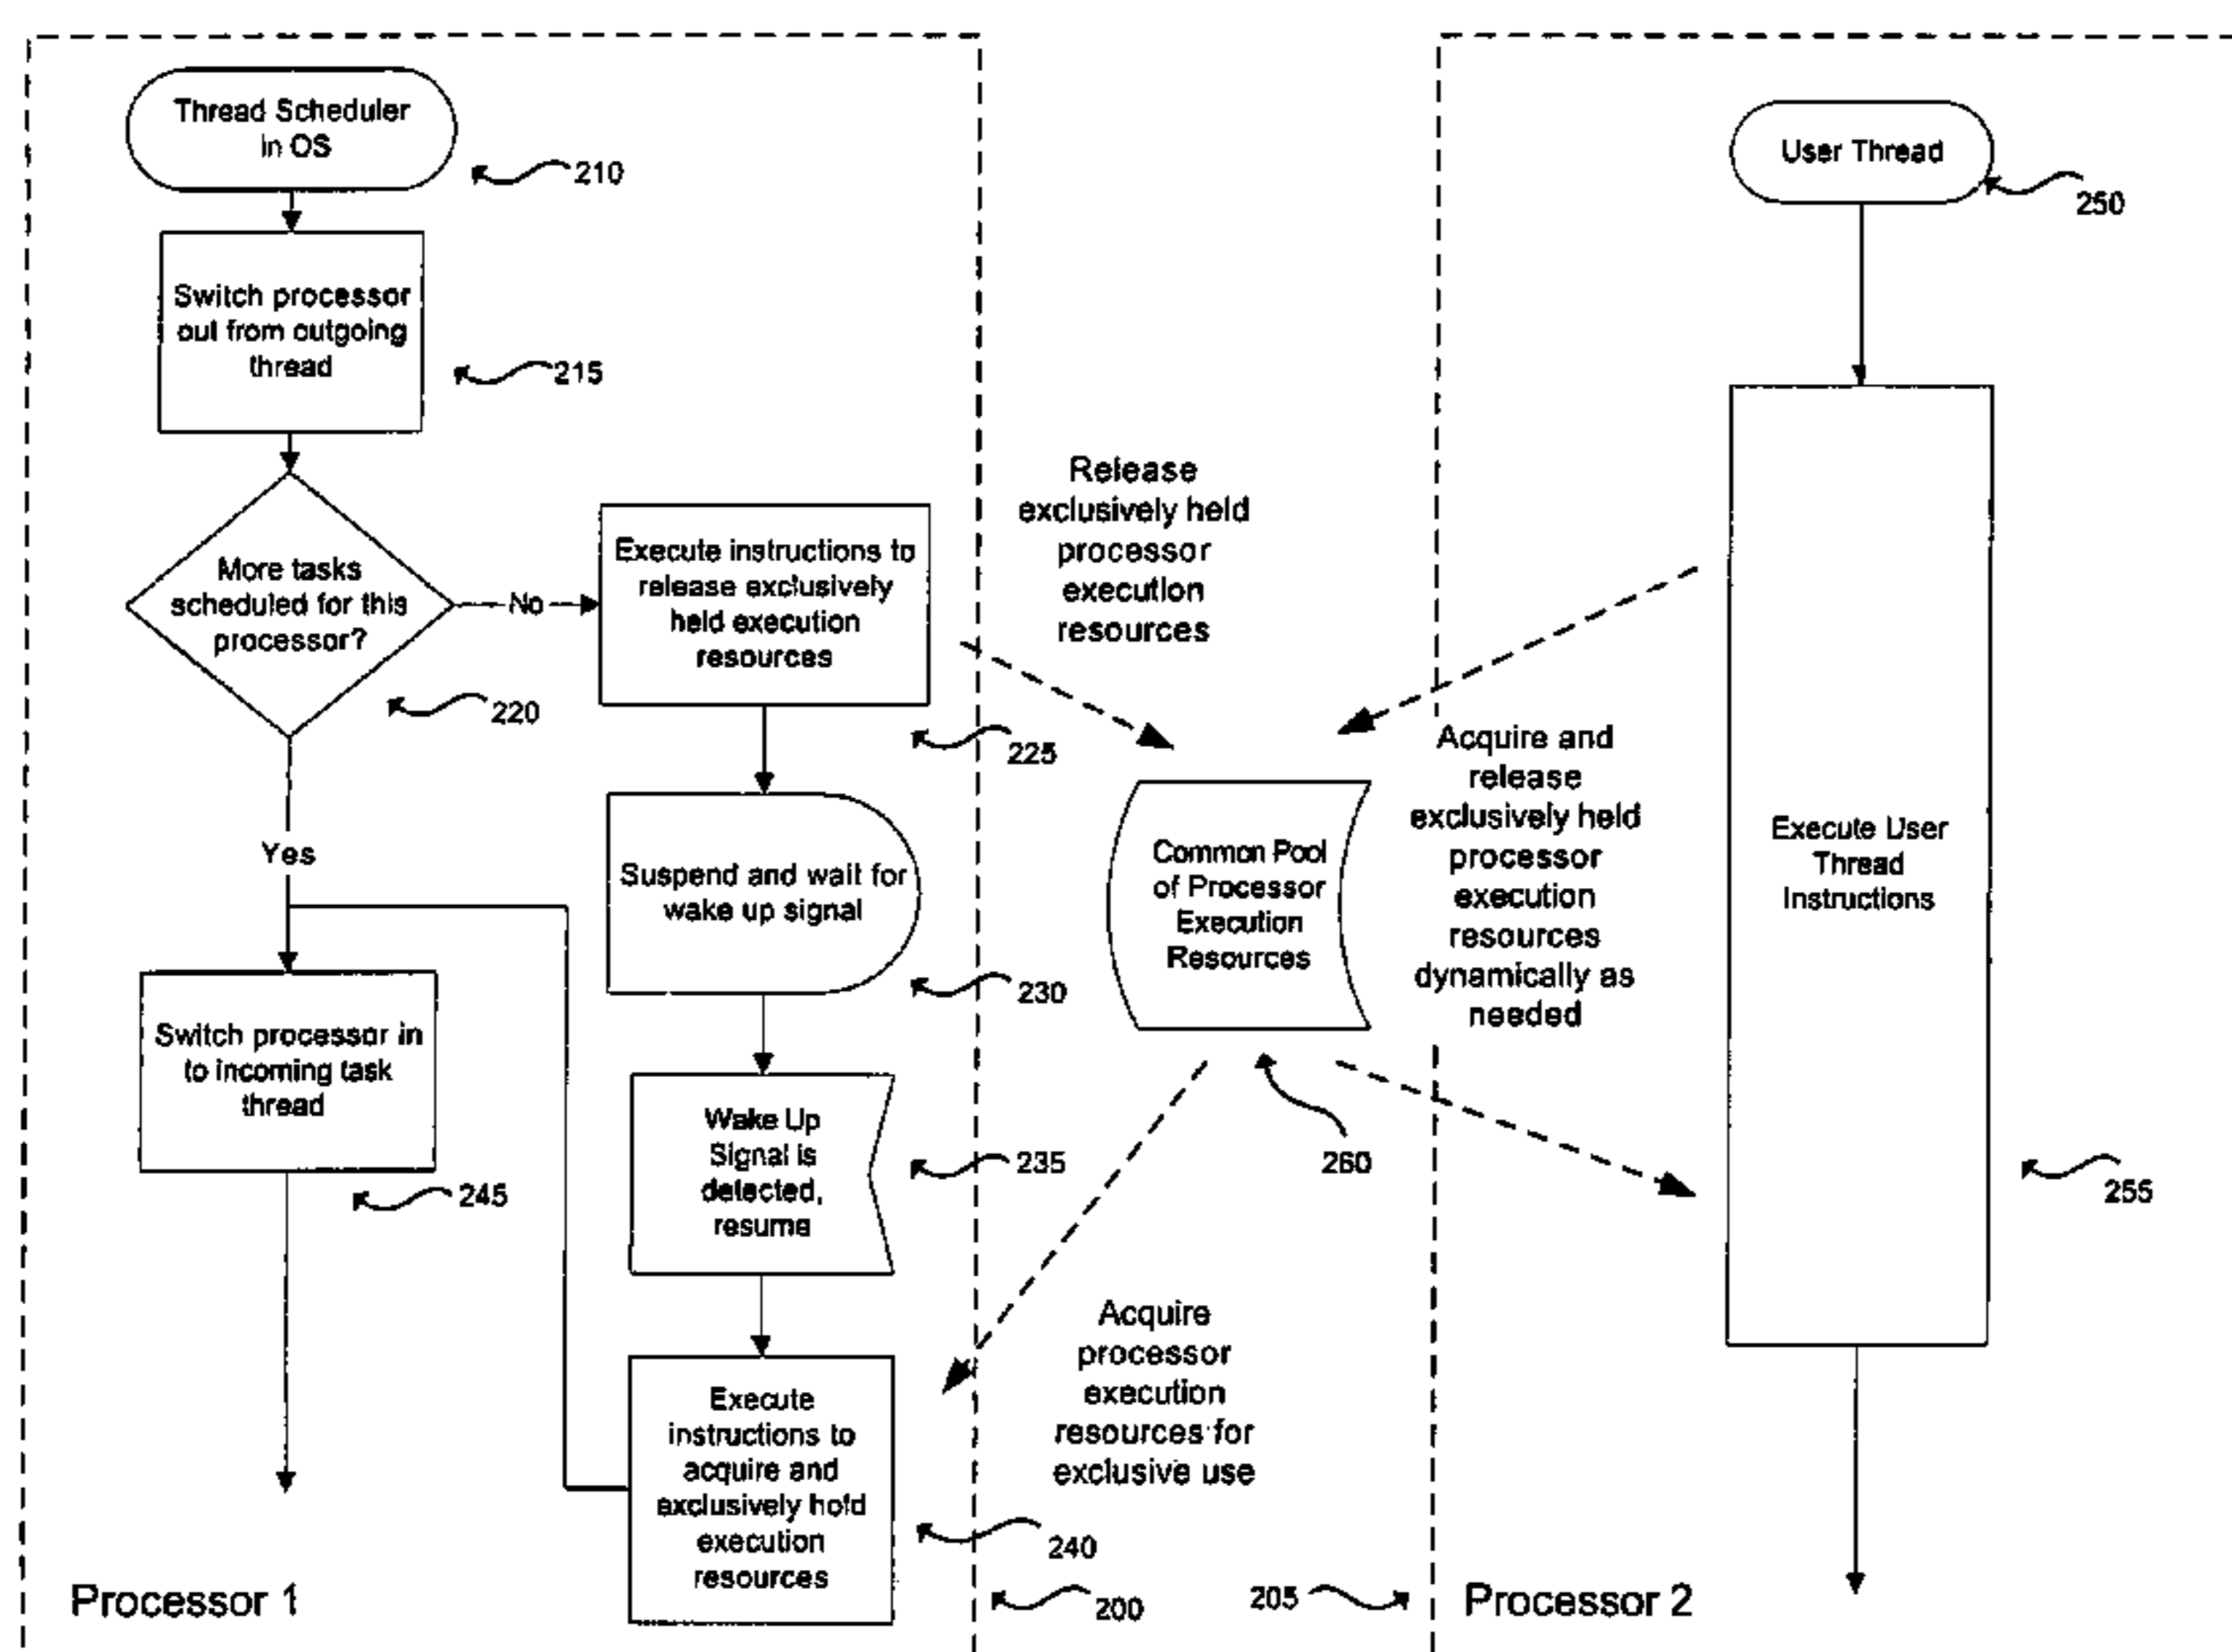 Thread Scheduler
in OS
210
Switch processor
out from outgoing
thread
215
More tasks
scheduled for this
processor?
220
No
Yes
Execute instructions to
release exclusively
held execution
resources
225
Suspend and wait for
wake up signal
230
Wake Up
Signal is
detected,
resume
235
Execute
instructions to
acquire and
exclusively hold
execution
resources
240
Switch processor in
to incoming task
thread
245
Processor 1
200
Release
exclusively held
processor
execution
resources
Common Pool
of Processor
Execution
Resources
260
Acquire
processor
execution
resources for
exclusive use
Acquire and
release
exclusively held
processor
execution
resources
dynamically as
needed
User Thread
250
Execute User
Thread
Instructions
255
205
Processor 2